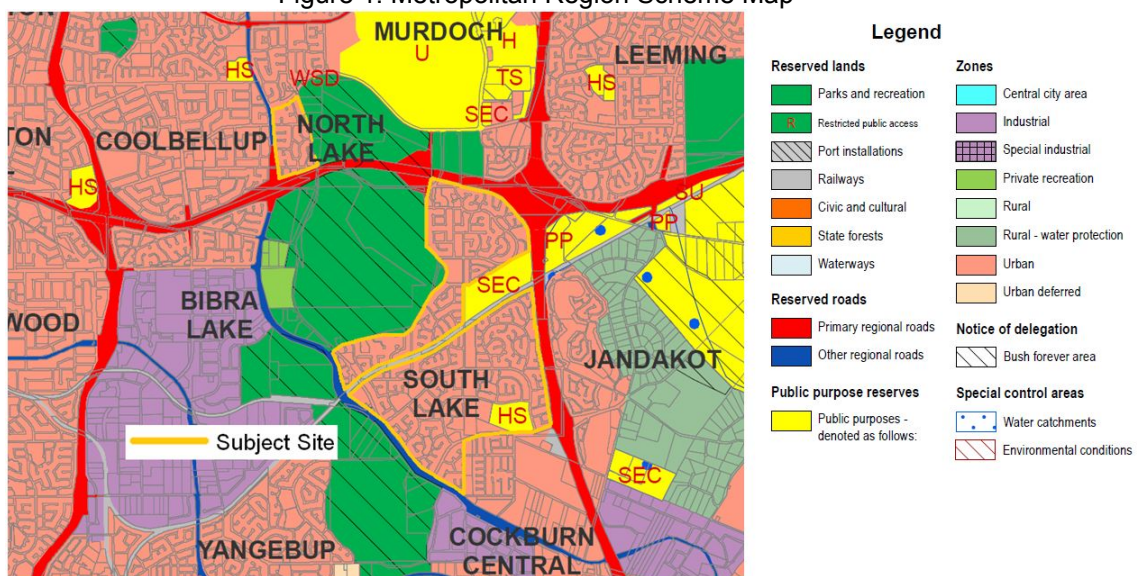 Figure 1: Metropolitan Region Scheme Map
MURDOCH
H
U
LEEMING
HS
WSD
TS
HS
SEC
COOLBELLUP
NORTH
LAKE
HS
SU
PP
PP
SEC
BIBRA
LAKE
WOOD
JANDAKOT
SOUTH
LAKE
HS
Subject Site
SEC
COCKBURN
CENTRAL
YANGEBUP
Legend
Reserved lands
Parks and recreation
R Restricted public access
Port installations
Railways
Civic and cultural
State forests
Waterways
Reserved roads
Primary regional roads
Other regional roads
Public purpose reserves
Public purposes -
denoted as follows:
Zones
Central city area
Industrial
Special industrial
Private recreation
Rural
Rural - water protection
Urban
Urban deferred
Notice of delegation
Bush forever area
Special control areas
Water catchments
Environmental conditions